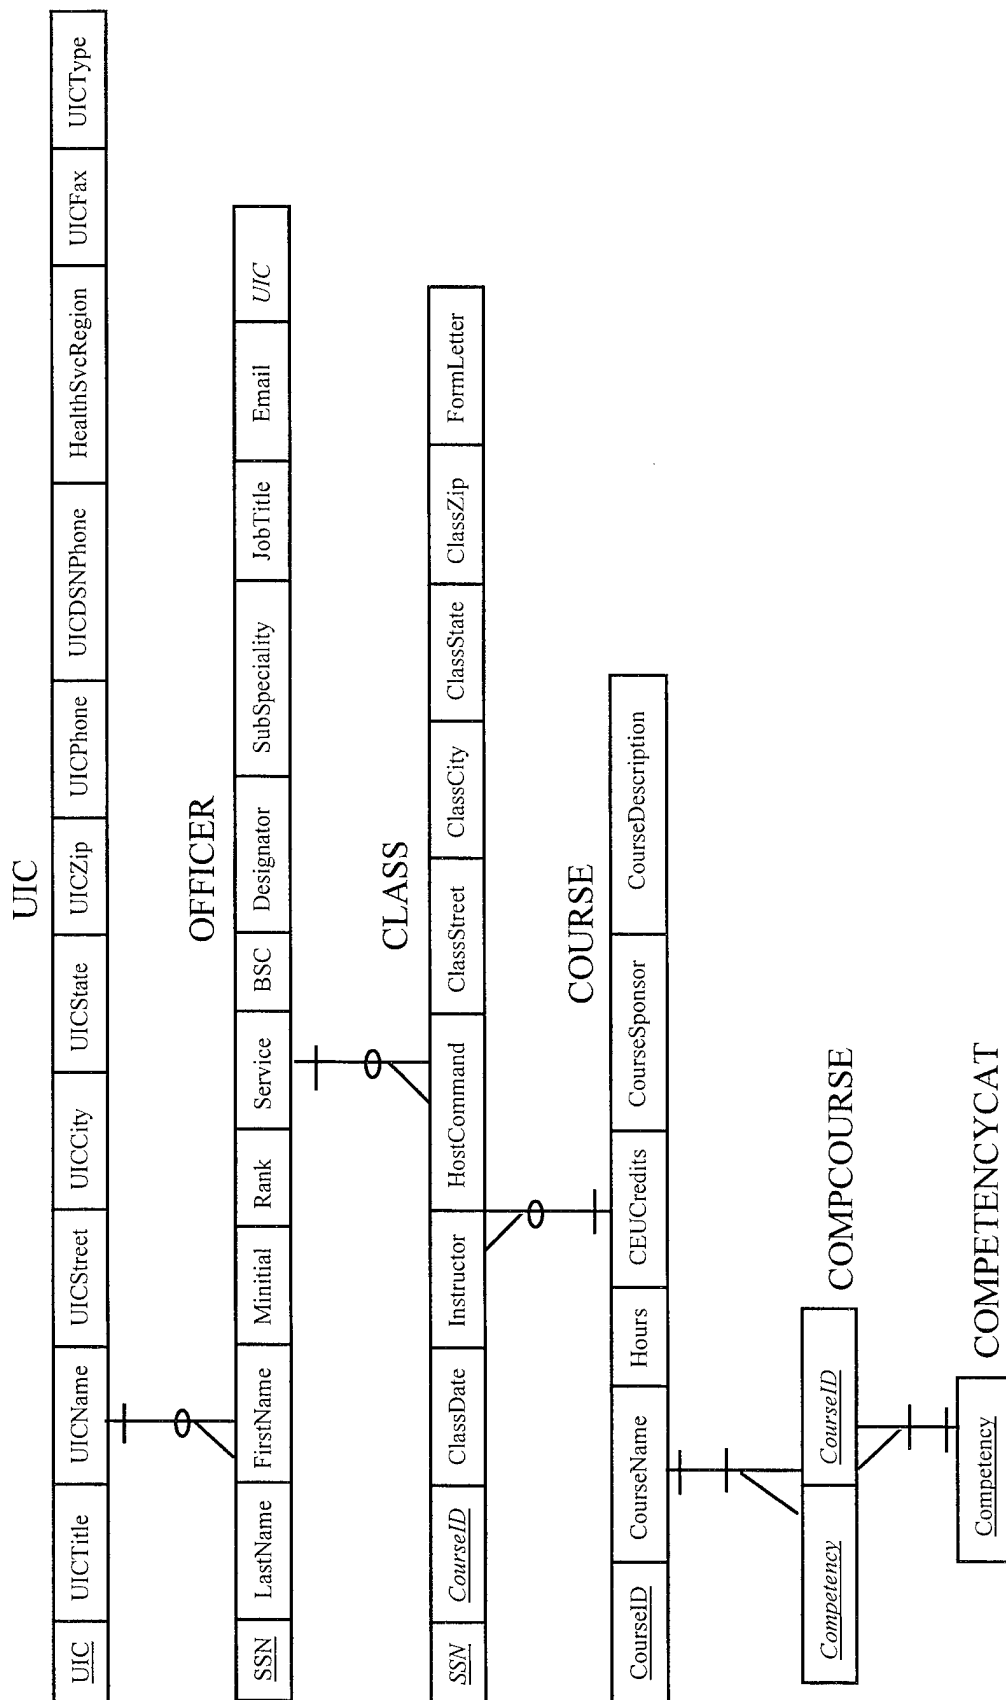 UIC
UIC UICTitle UICName UICStreet UICCity UICState UICZip UICPhone UICDSNPhone HealthSvcRegion UICFax UICType
OFFICER
SSN LastName FirstName Minitial Rank Service BSC Designator SubSpeciality JobTitle Email UIC
CLASS
SSN CourseID ClassDate Instructor HostCommand ClassStreet ClassCity ClassState ClassZip FormLetter
COURSE
CourseID CourseName Hours CEUCredits CourseSponsor CourseDescription
COMPCOURSE
Competency CourseID
COMPETENCYCAT
Competency